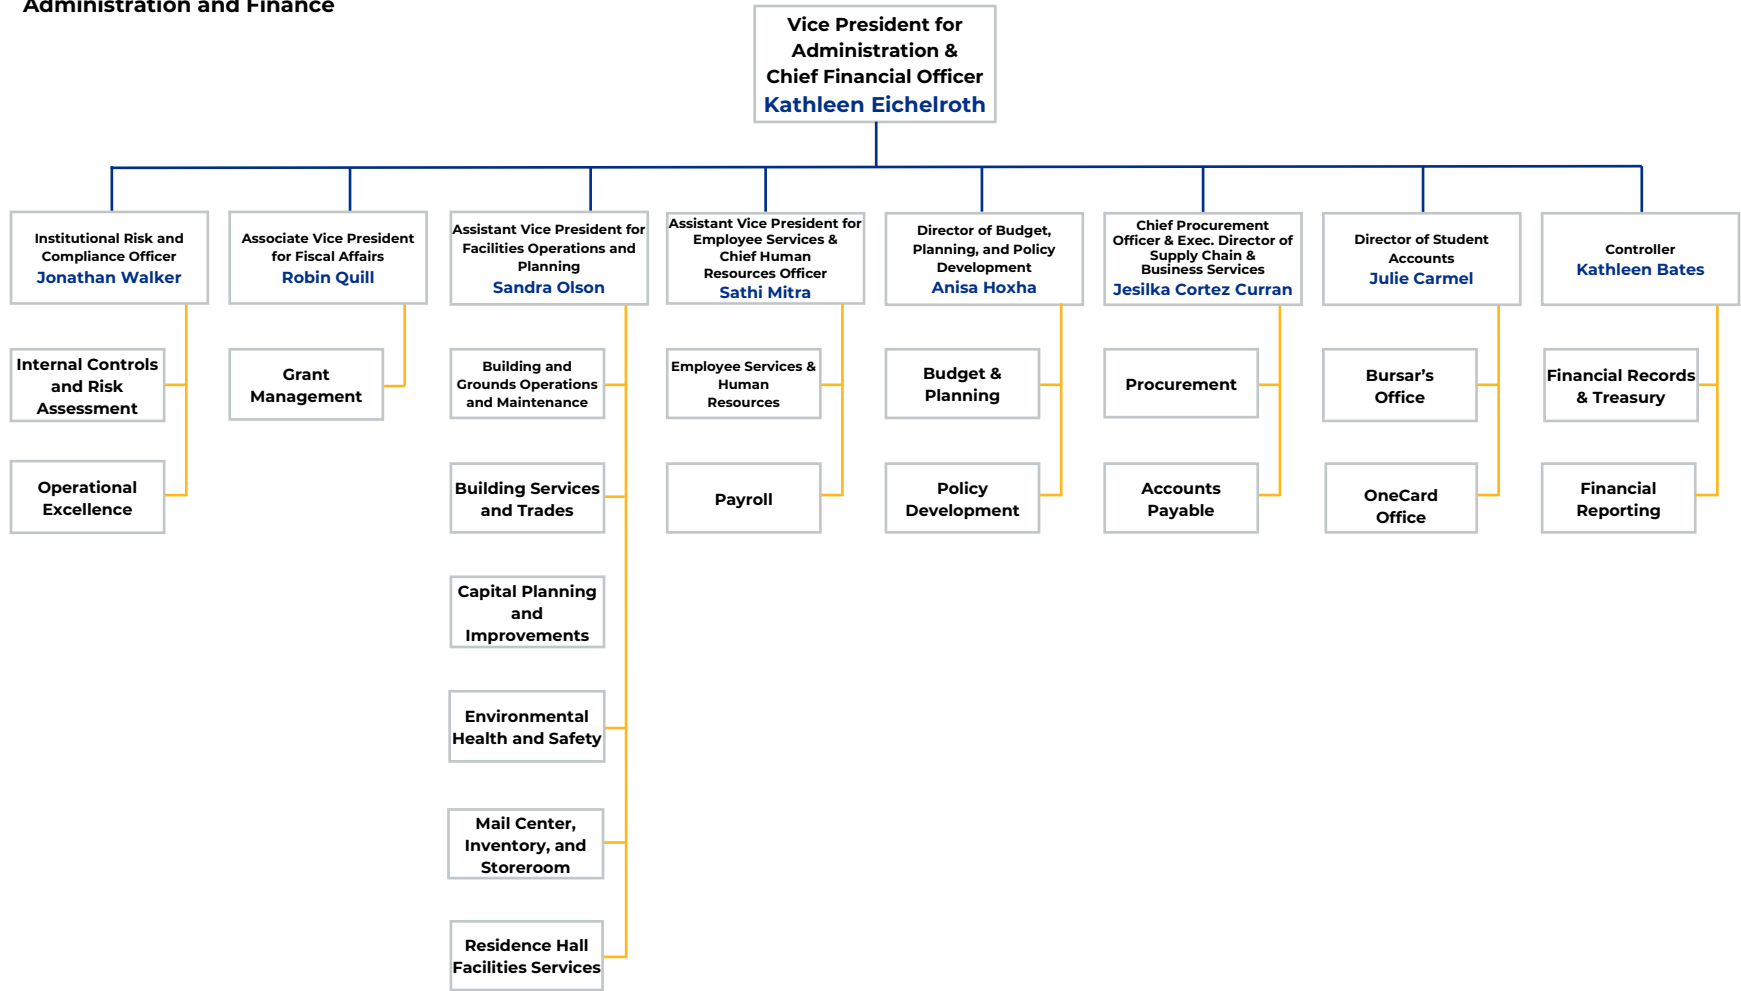 Administration and Finance
Vice President for
Administration &
Chief Financial Officer
Kathleen Eichelroth
Institutional Risk and
Compliance Officer
Jonathan Walker
Associate Vice President
for Fiscal Affairs
Robin Quill
Assistant Vice President for
Facilities Operations and
Planning
Sandra Olson
Assistant Vice President for
Employee Services &
Chief Human
Resources Officer
Sathi Mitra
Director of Budget,
Planning, and Policy
Development
Anisa Hoxha
Chief Procurement
Officer & Exec. Director of
Supply Chain &
Business Services
Jesilka Cortez Curran
Director of Student
Accounts
Julie Carmel
Controller
Kathleen Bates
Internal Controls
and Risk
Assessment
Grant
Management
Building and
Grounds Operations
and Maintenance
Employee Services &
Human
Resources
Budget &
Planning
Procurement
Bursar’s
Office
Financial Records
& Treasury
Operational
Excellence
Building Services
and Trades
Payroll
Policy
Development
Accounts
Payable
OneCard
Office
Financial
Reporting
Capital Planning
and
Improvements
Environmental
Health and Safety
Mail Center,
Inventory, and
Storeroom
Residence Hall
Facilities Services